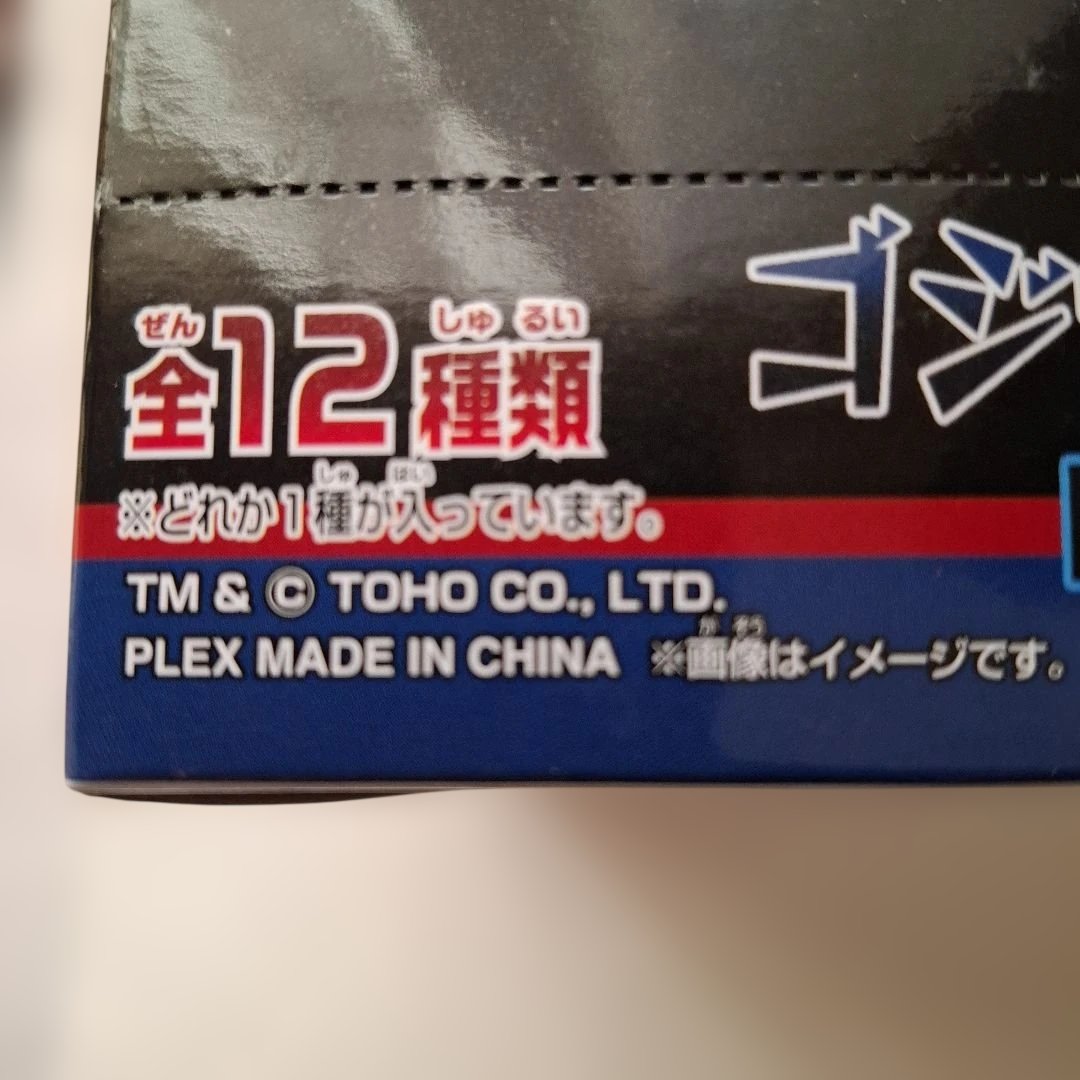 ぜん しゅ るい
全12種類
ゴジ
しゅ はい
※どれか1種が入っています。
TM & © TOHO CO., LTD.
が ぞう
PLEX MADE IN CHINA ※画像はイメージです。